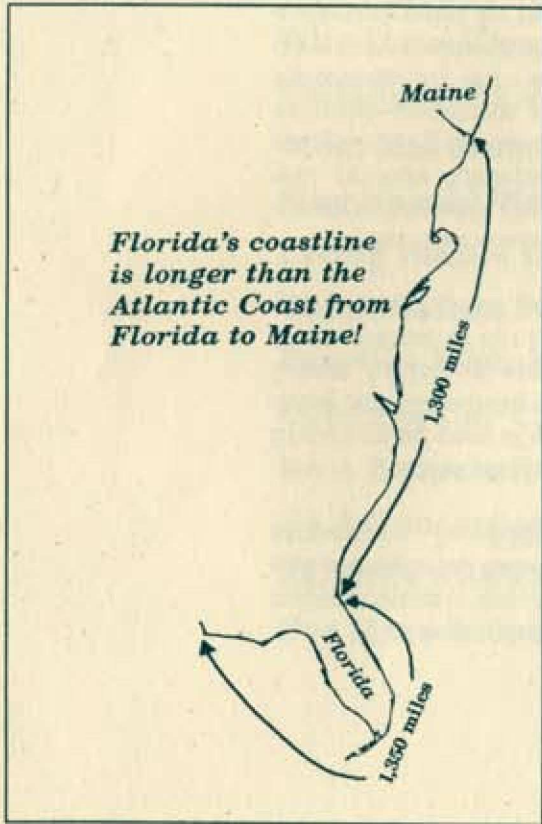 Maine
Florida's coastline
is longer than the
Atlantic Coast from
Florida to Maine!
1,300 miles
Florida
1,350 miles